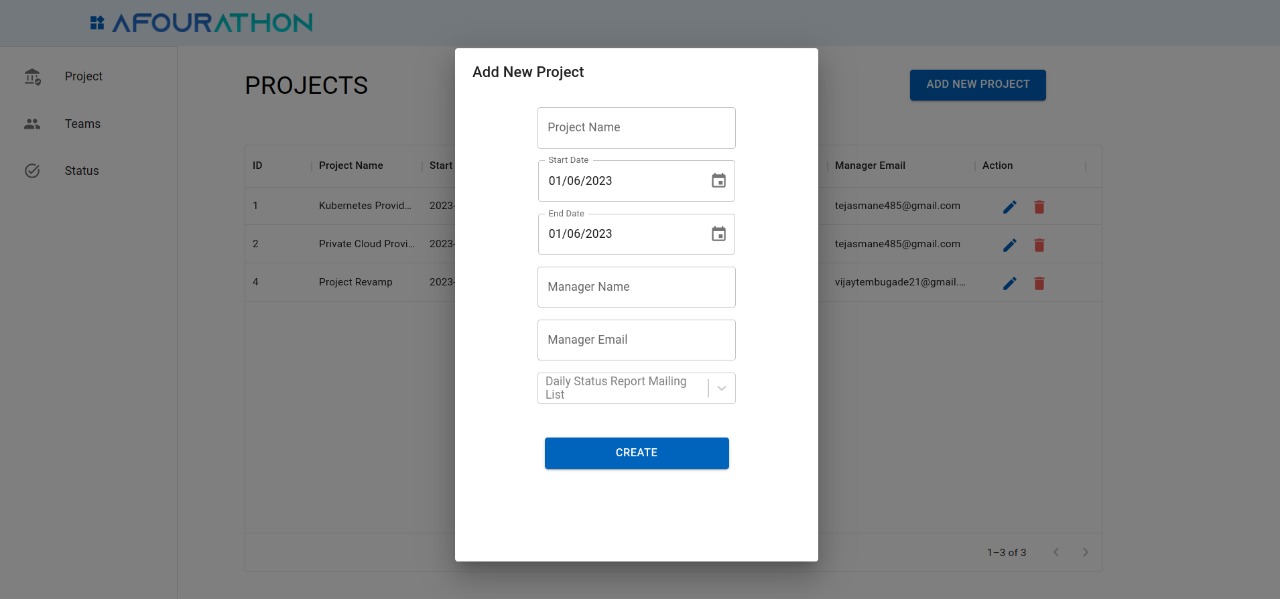 AFOURATHON
Project
Teams
Status
PROJECTS
ADD NEW PROJECT
ID Project Name Start Manager Email Action
1 Kubernetes Provid... 2023- tejasmane485@gmail.com
2 Private Cloud Provi... 2023- tejasmane485@gmail.com
4 Project Revamp 2023- vijaytembugade21@gmail....
1–3 of 3
Add New Project
Project Name
Start Date
01/06/2023
End Date
01/06/2023
Manager Name
Manager Email
Daily Status Report Mailing
List
CREATE